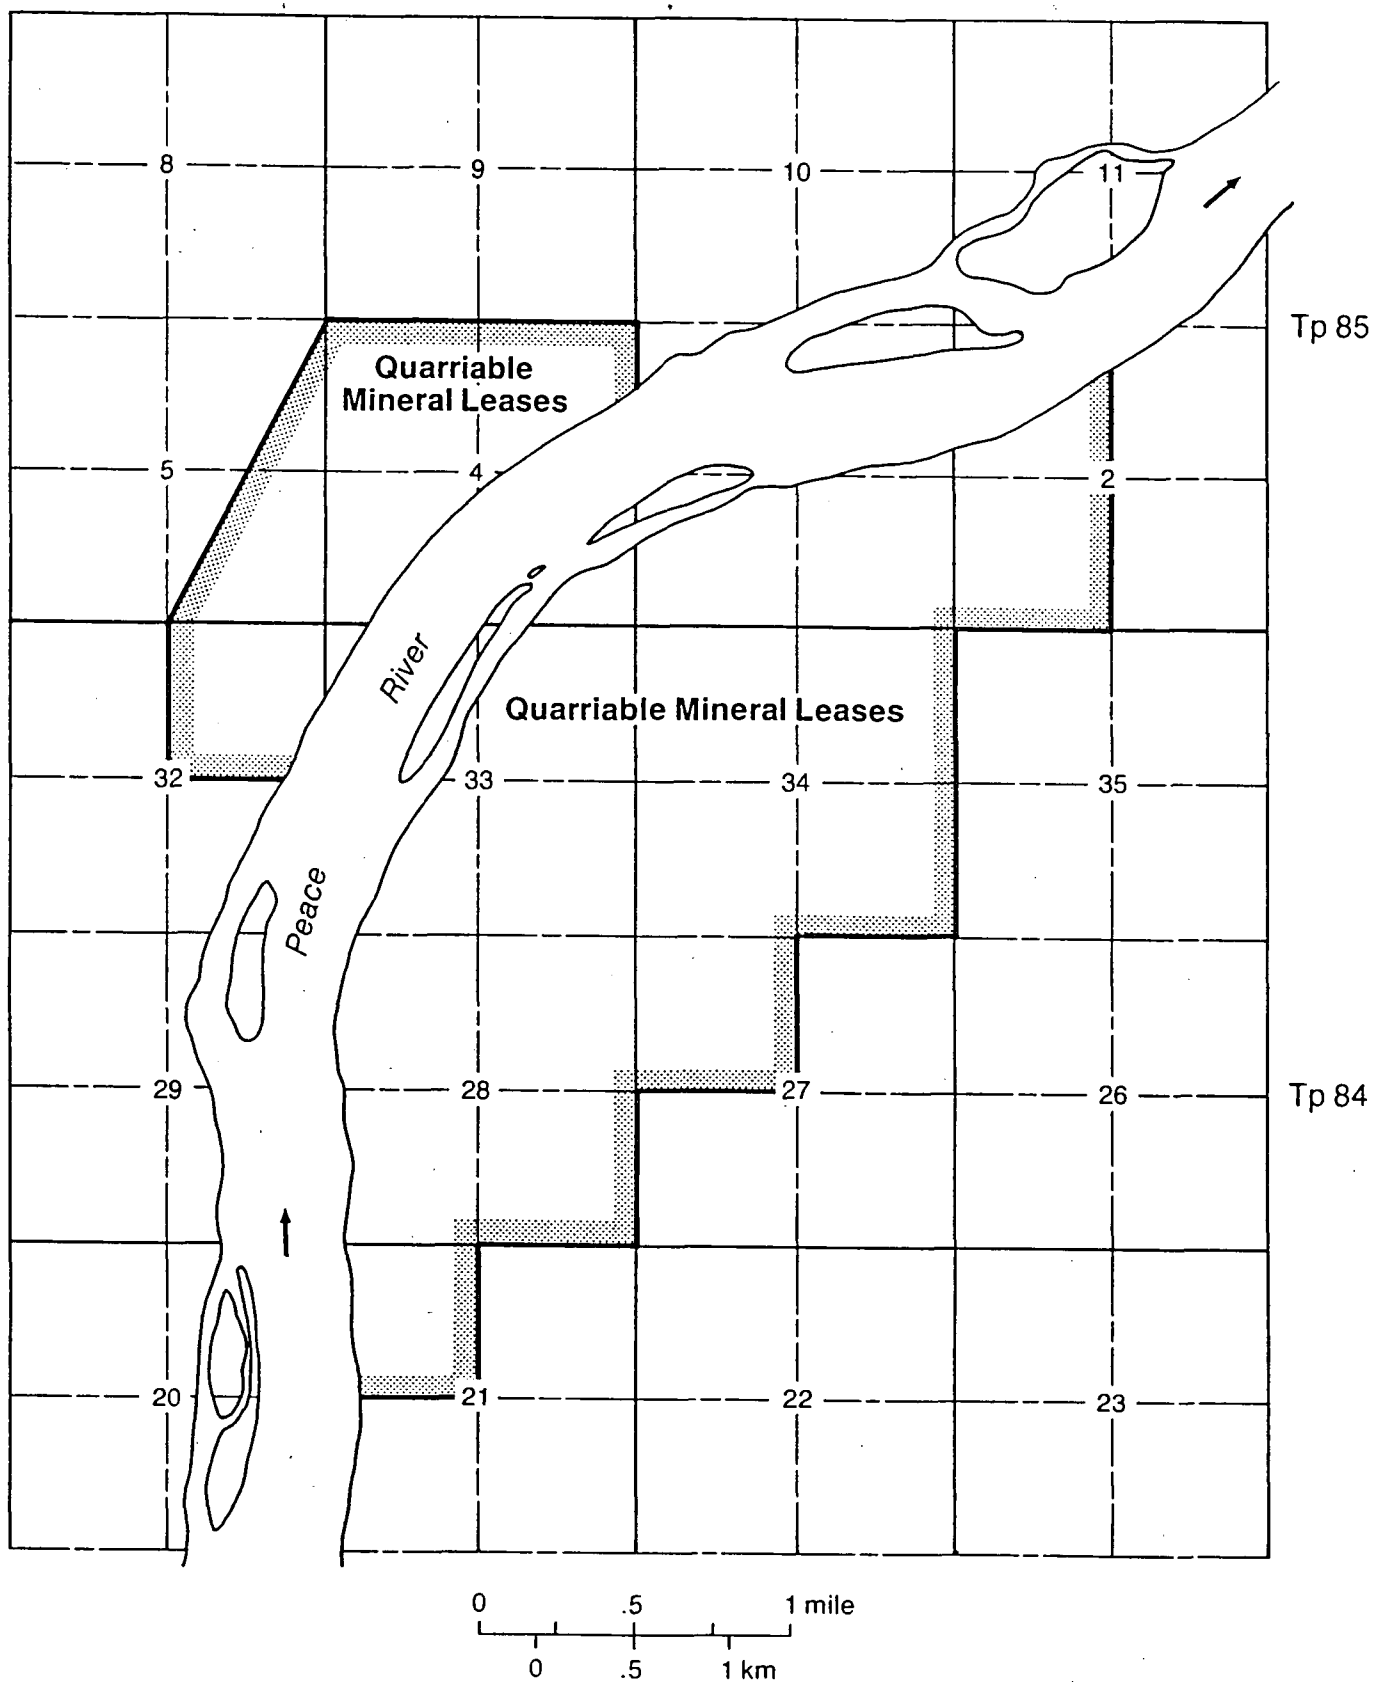 8 9 10 11
Tp 85
Quarriable
Mineral Leases
5 4 2
River
Quarriable Mineral Leases
32 33 34 35
Peace
29 28 27 26
Tp 84
20 21 22 23
0 .5 1 mile
0 .5 1 km